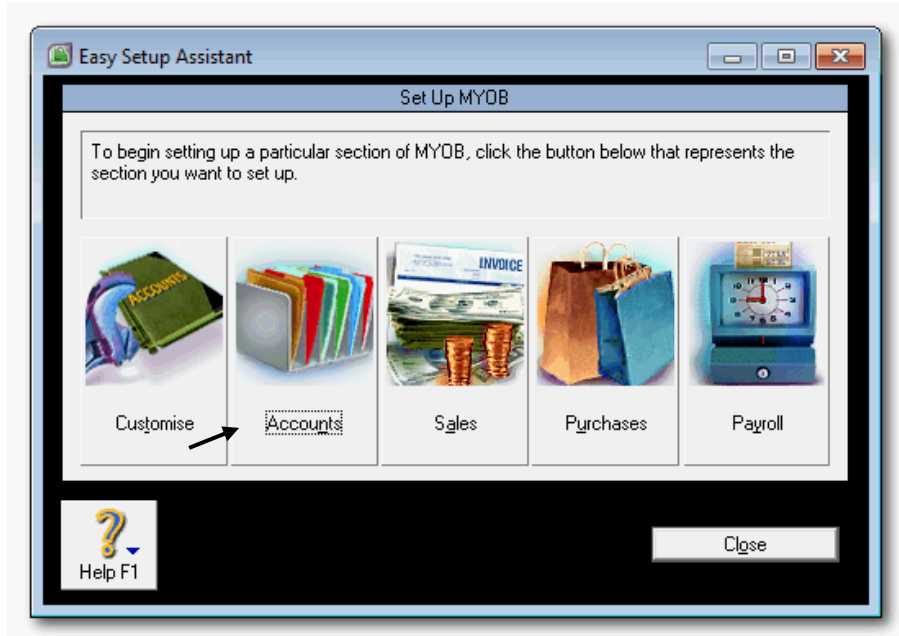 Easy Setup Assistant
Set Up MYOB
To begin setting up a particular section of MYOB, click the button below that represents the
section you want to set up.
ACCOUNTS
INVOICE
Customise
Accounts
Sales
Purchases
Payroll
Help F1
Close